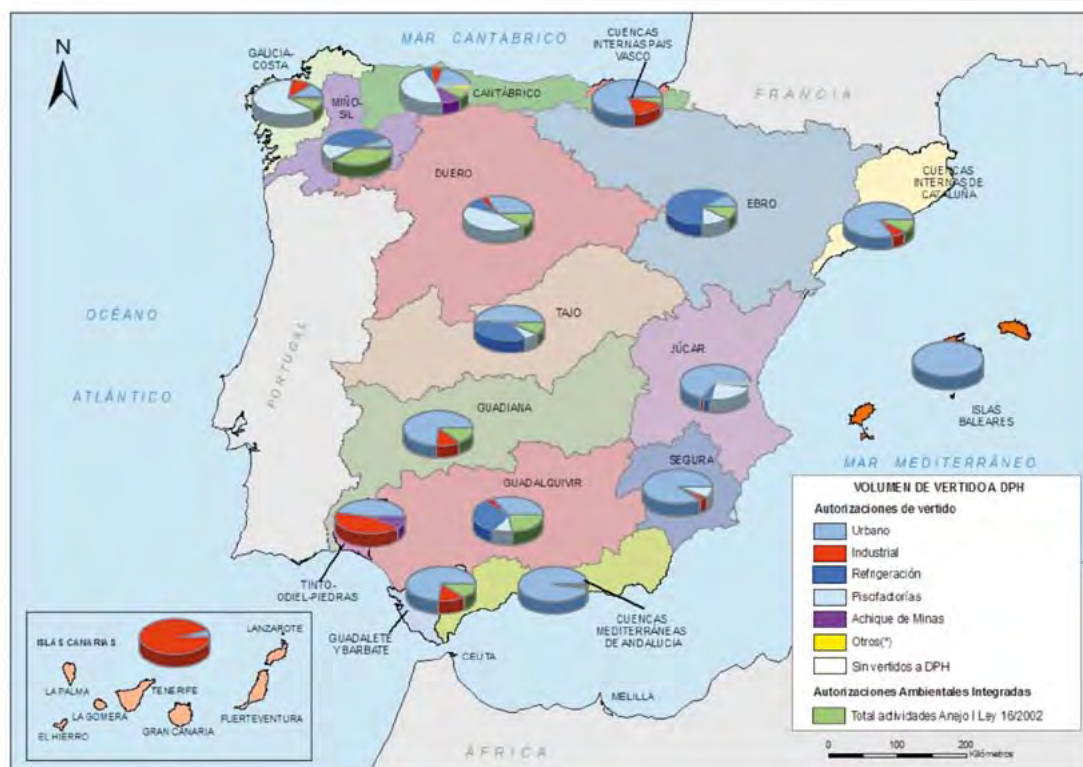 N
MAR CANTÁBRICO
GALICIA-
COSTA
CUENCAS
INTERNAS PAIS
VASCO
CANTÁBRICO
FRANCIA
MIÑO-
SIL
DUERO
EBRO
CUENCAS
INTERNAS DE
CATALUÑA
OCÉANO
ATLÁNTICO
PORTUGAL
TAJO
JÚCAR
GUADIANA
ISLAS
BALEARES
SEGURA
MAR MEDITERRÁNEO
GUADALQUIVIR
TINTO-
ODIEL-PIEDRAS
GUADALETE
Y BARBATE
CUENCAS
MEDITERRÁNEAS
DE ANDALUCIA
CEUTA
MELILLA
ÁFRICA
ISLAS CANARIAS
LANZAROTE
LA PALMA
TENERIFE
LA GOMERA
FUERTEVENTURA
EL HIERRO
GRAN CANARIA
VOLUMEN DE VERTIDO A DPH
Autorizaciones de vertido
Urbano
Industrial
Refrigeración
Piscifactorías
Achique de Minas
Otros(*)
Sin vertidos a DPH
Autorizaciones Ambientales Integradas
Total actividades Anejo I Ley 16/2002
0 100 200
Kilómetros